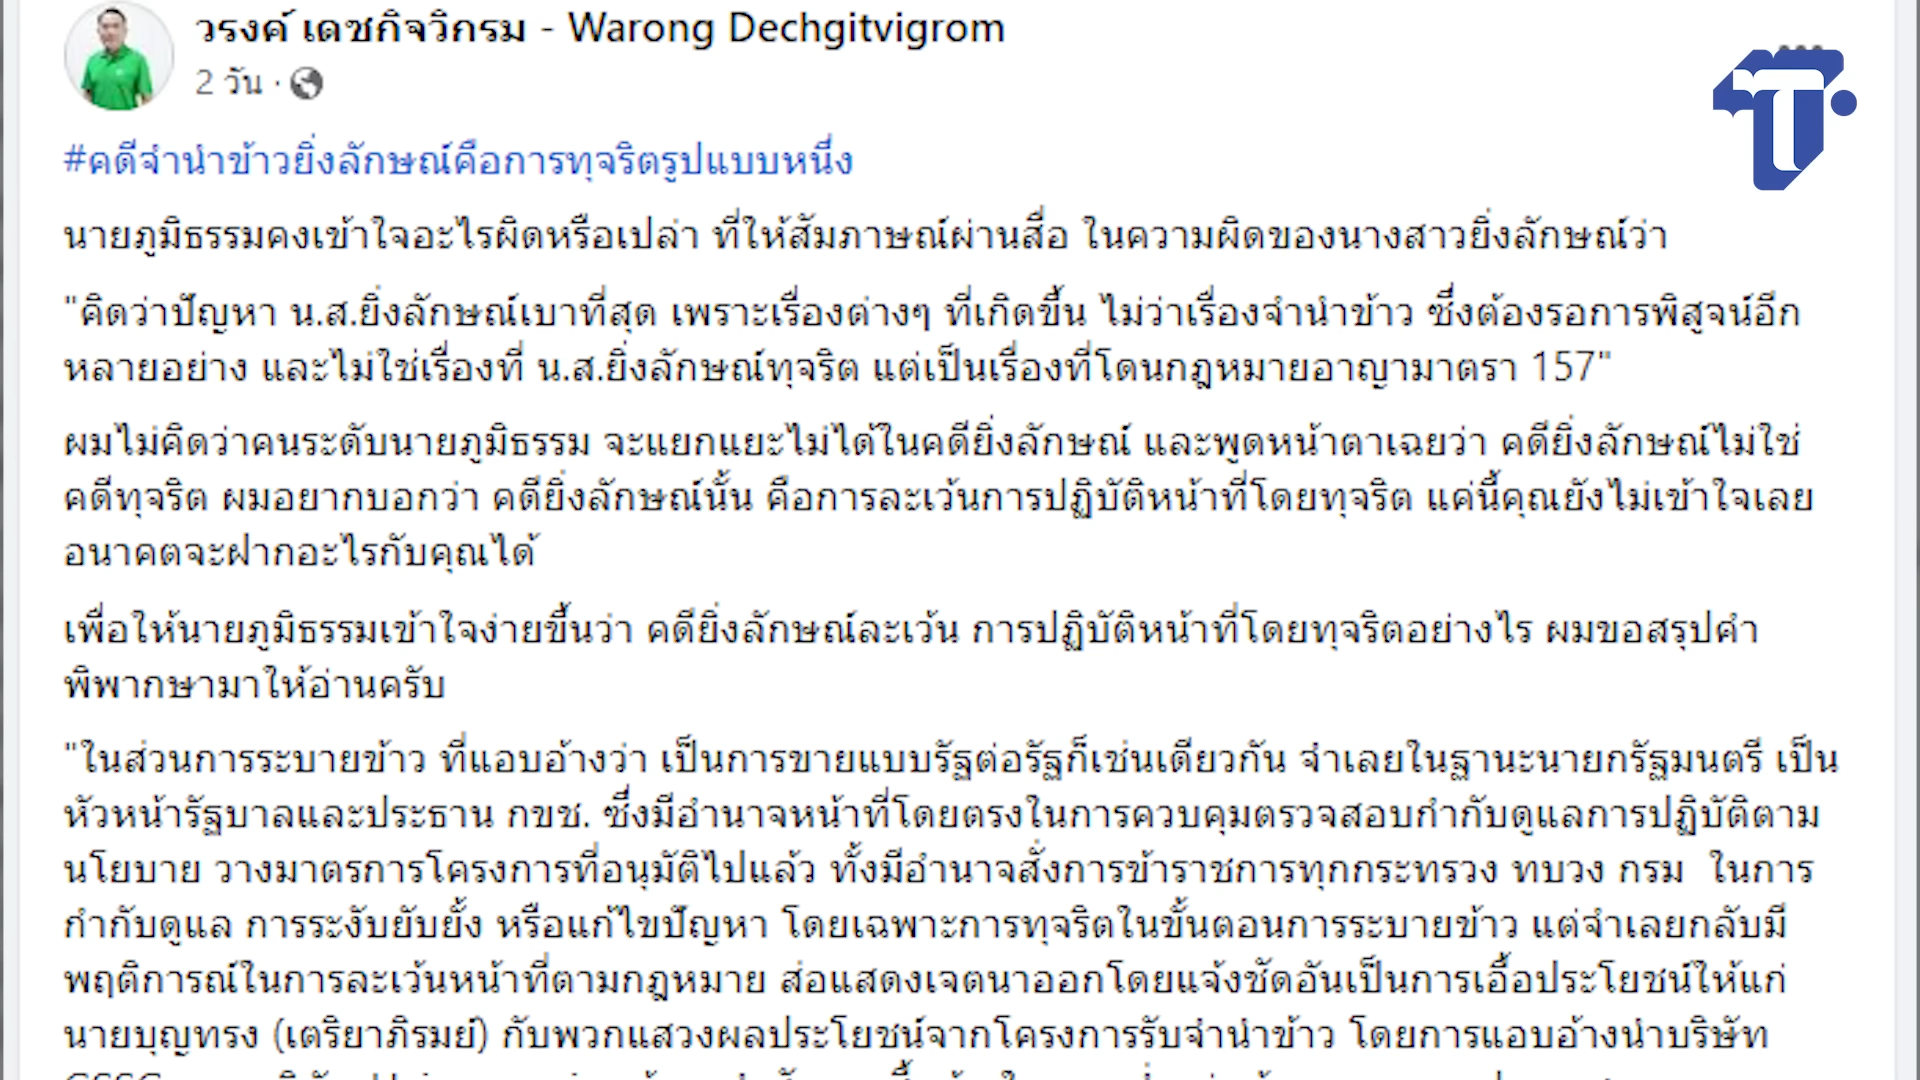 วรงค์ เดชกิจวิกรม - Warong Dechgitvigrom
2 วัน ·
#คดีจำนำข้าวยิ่งลักษณ์คือการทุจริตรูปแบบหนึ่ง
นายภูมิธรรมคงเข้าใจอะไรผิดหรือเปล่า ที่ให้สัมภาษณ์ผ่านสื่อ ในความผิดของนางสาวยิ่งลักษณ์ว่า
"คิดว่าปัญหา น.ส.ยิ่งลักษณ์เบาที่สุด เพราะเรื่องต่างๆ ที่เกิดขึ้น ไม่ว่าเรื่องจำนำข้าว ซึ่งต้องรอการพิสูจน์อีก
หลายอย่าง และไม่ใช่เรื่องที่ น.ส.ยิ่งลักษณ์ทุจริต แต่เป็นเรื่องที่โดนกฎหมายอาญามาตรา 157"
ผมไม่คิดว่าคนระดับนายภูมิธรรม จะแยกแยะไม่ได้ในคดียิ่งลักษณ์ และพูดหน้าตาเฉยว่า คดียิ่งลักษณ์ไม่ใช่
คดีทุจริต ผมอยากบอกว่า คดียิ่งลักษณ์นั้น คือการละเว้นการปฏิบัติหน้าที่โดยทุจริต แค่นี้คุณยังไม่เข้าใจเลย
อนาคตจะฝากอะไรกับคุณได้
เพื่อให้นายภูมิธรรมเข้าใจง่ายขึ้นว่า คดียิ่งลักษณ์ละเว้น การปฏิบัติหน้าที่โดยทุจริตอย่างไร ผมขอสรุปคำ
พิพากษามาให้อ่านครับ
"ในส่วนการระบายข้าว ที่แอบอ้างว่า เป็นการขายแบบรัฐต่อรัฐก็เช่นเดียวกัน จำเลยในฐานะนายกรัฐมนตรี เป็น
หัวหน้ารัฐบาลและประธาน กขช. ซึ่งมีอำนาจหน้าที่โดยตรงในการควบคุมตรวจสอบกำกับดูแลการปฏิบัติตาม
นโยบาย วางมาตรการโครงการที่อนุมัติไปแล้ว ทั้งมีอำนาจสั่งการข้าราชการทุกกระทรวง ทบวง กรม ในการ
กำกับดูแล การระงับยับยั้ง หรือแก้ไขปัญหา โดยเฉพาะการทุจริตในขั้นตอนการระบายข้าว แต่จำเลยกลับมี
พฤติการณ์ในการละเว้นหน้าที่ตามกฎหมาย ส่อแสดงเจตนาออกโดยแจ้งชัดอันเป็นการเอื้อประโยชน์ให้แก่
นายบุญทรง (เตริยาภิรมย์) กับพวกแสวงผลประโยชน์จากโครงการรับจำนำข้าว โดยการแอบอ้างนำบริษัท